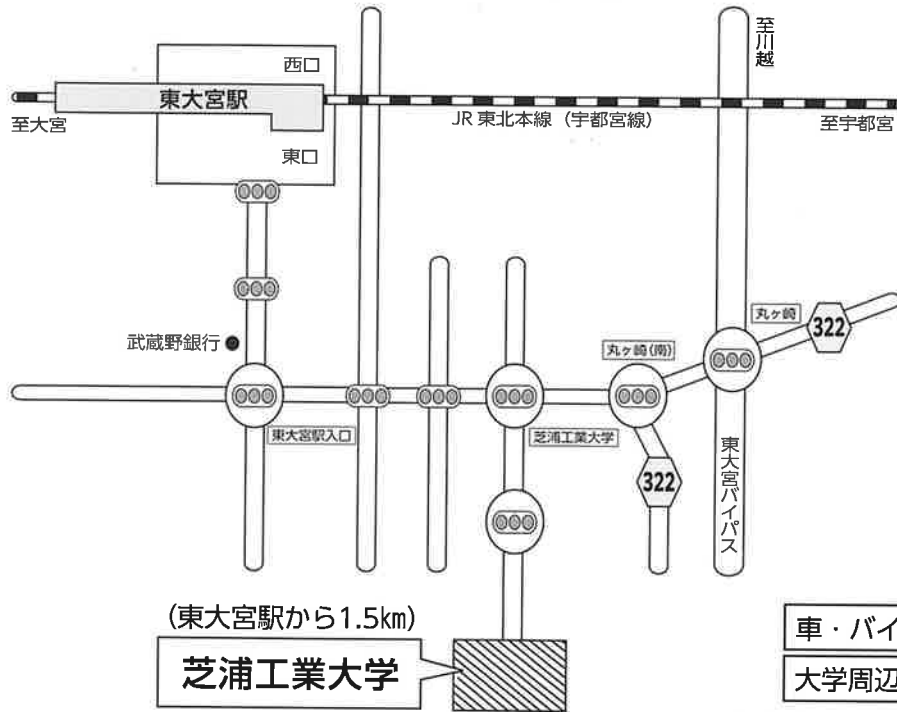 至川越
西口
東大宮駅
至大宮
JR 東北本線（宇都宮線）
至宇都宮
東口
丸ヶ崎
322
武蔵野銀行
丸ヶ崎(南)
東大宮駅入口
芝浦工業大学
322
東大宮バイパス
(東大宮駅から1.5km)
芝浦工業大学
車・バイ
大学周辺